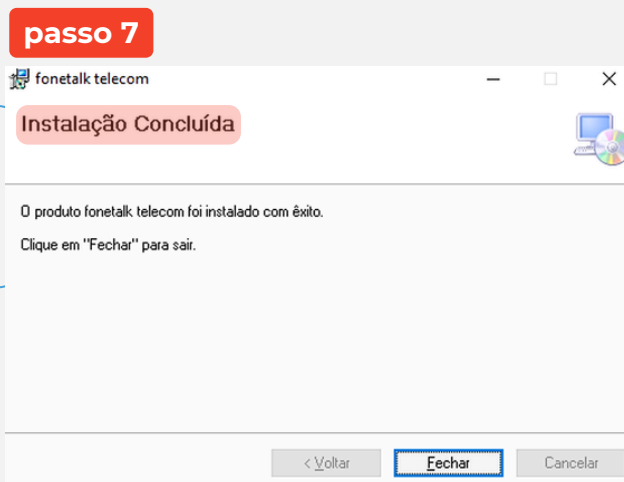 passo 7
fonetalk telecom
Instalação Concluída
O produto fonetalk telecom foi instalado com êxito.
Clique em "Fechar" para sair.
< Voltar
Fechar
Cancelar